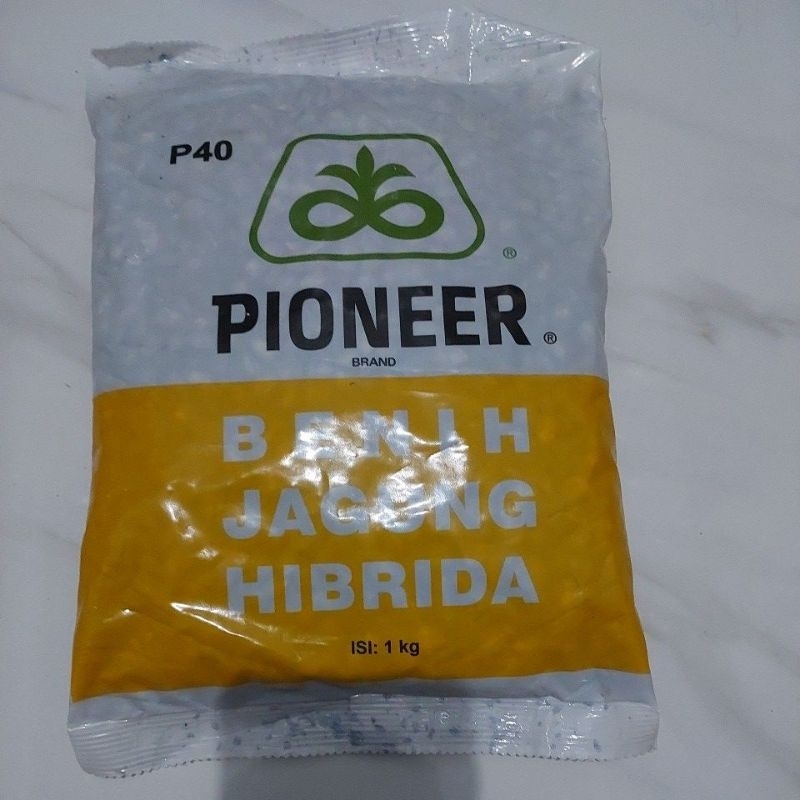 P40
®
PIONEER ®
BRAND
BENIH
JAGUNG
HIBRIDA
ISI: 1 kg